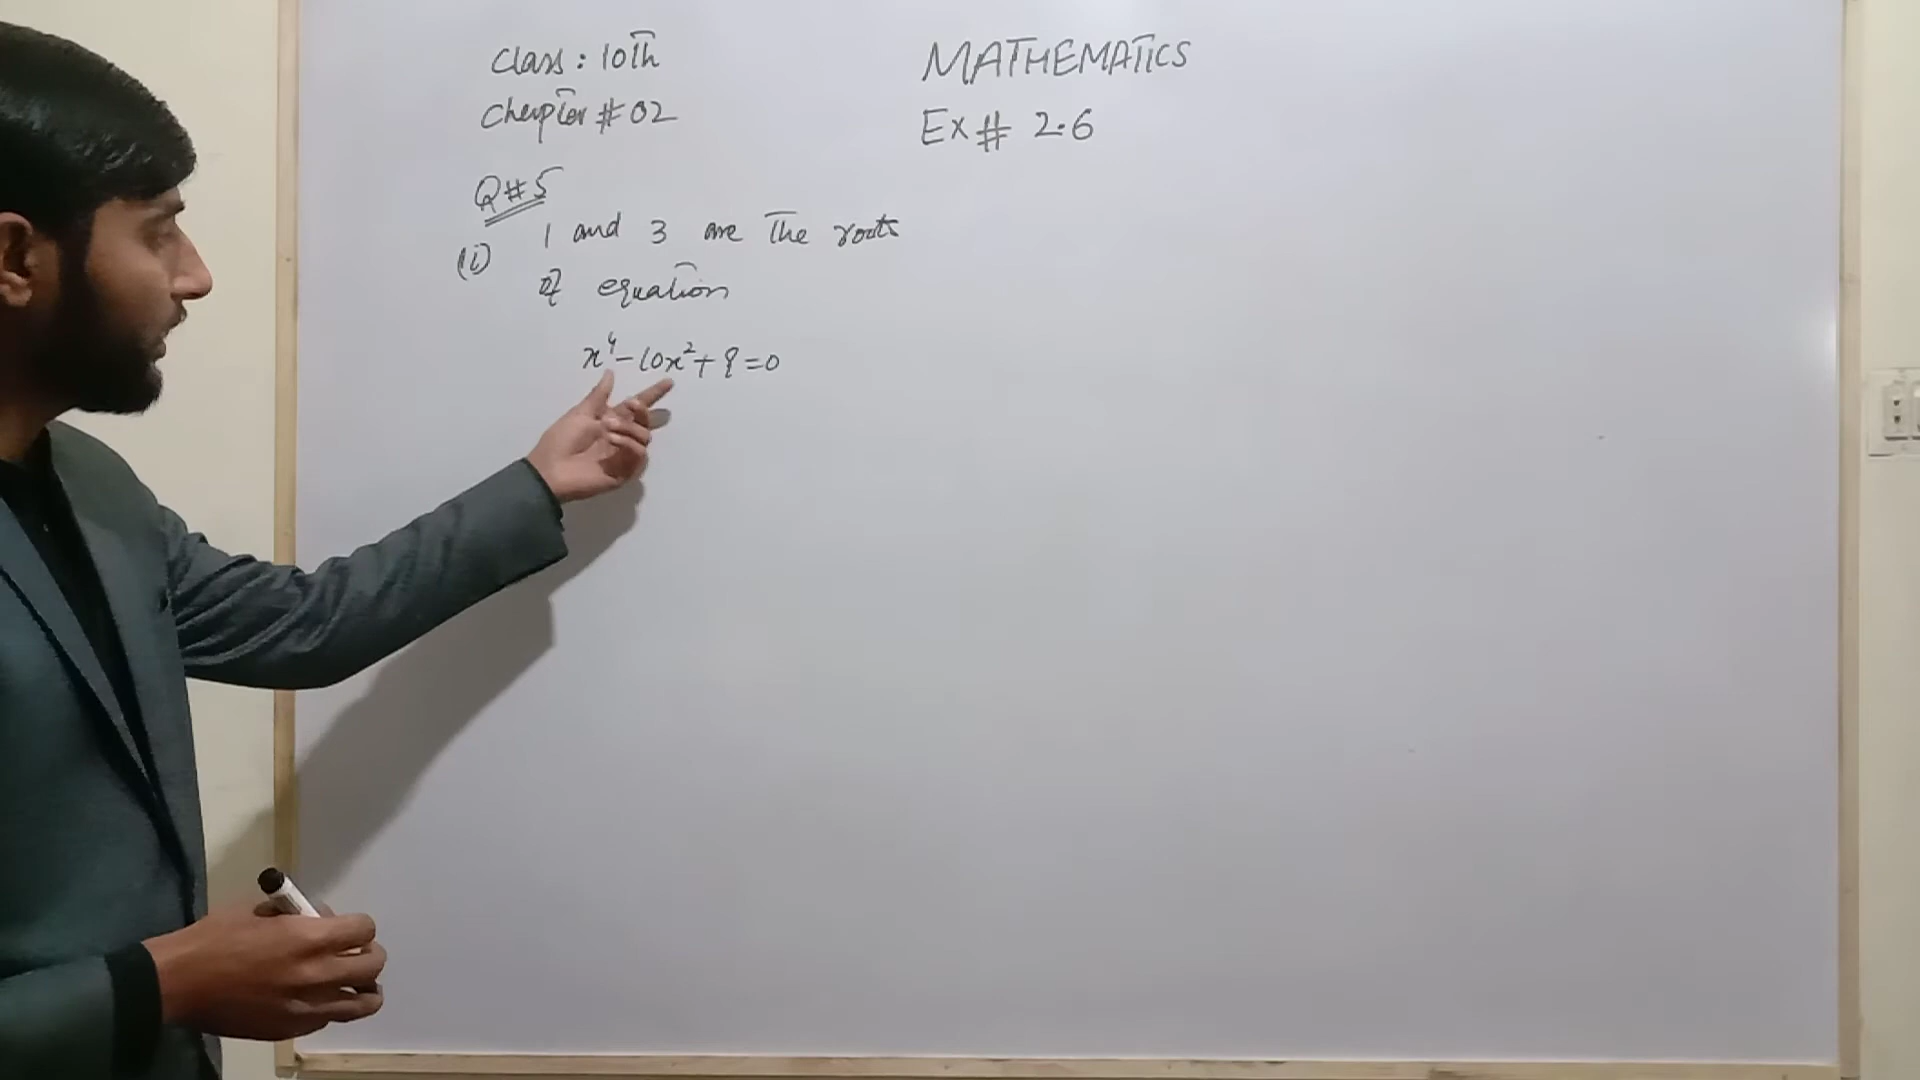 Class: 10th
Chapter # 02
MATHEMATICS
Ex # 2.6
Q#5
(i) 1 and 3 are the roots
of equation
x⁴-10x²+9=0